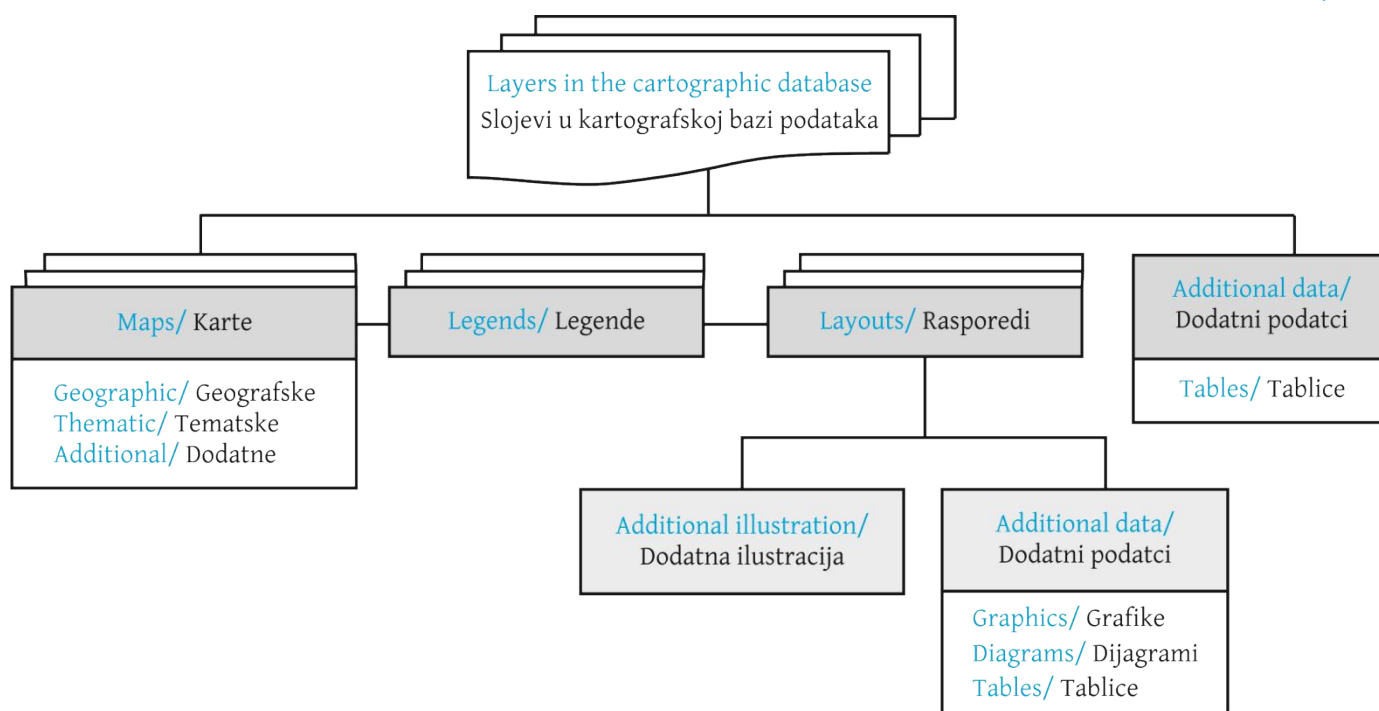 Layers in the cartographic database
Slojevi u kartografskoj bazi podataka
Maps/ Karte
Geographic/ Geografske
Thematic/ Tematske
Additional/ Dodatne
Legends/ Legende
Layouts/ Rasporedi
Additional data/
Dodatni podatci
Tables/ Tablice
Additional illustration/
Dodatna ilustracija
Additional data/
Dodatni podatci
Graphics/ Grafike
Diagrams/ Dijagrami
Tables/ Tablice